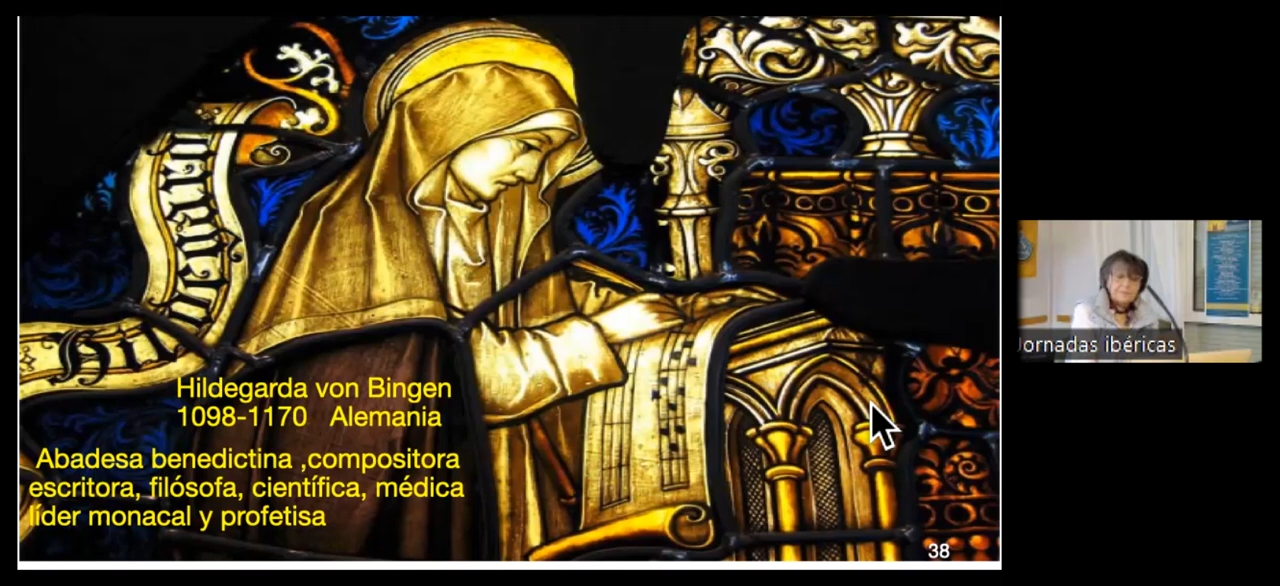 Hildegarda von Bingen
1098-1170 Alemania
Abadesa benedictina ,compositora
escritora, filósofa, científica, médica
líder monacal y profetisa
38
Jornadas ibéricas